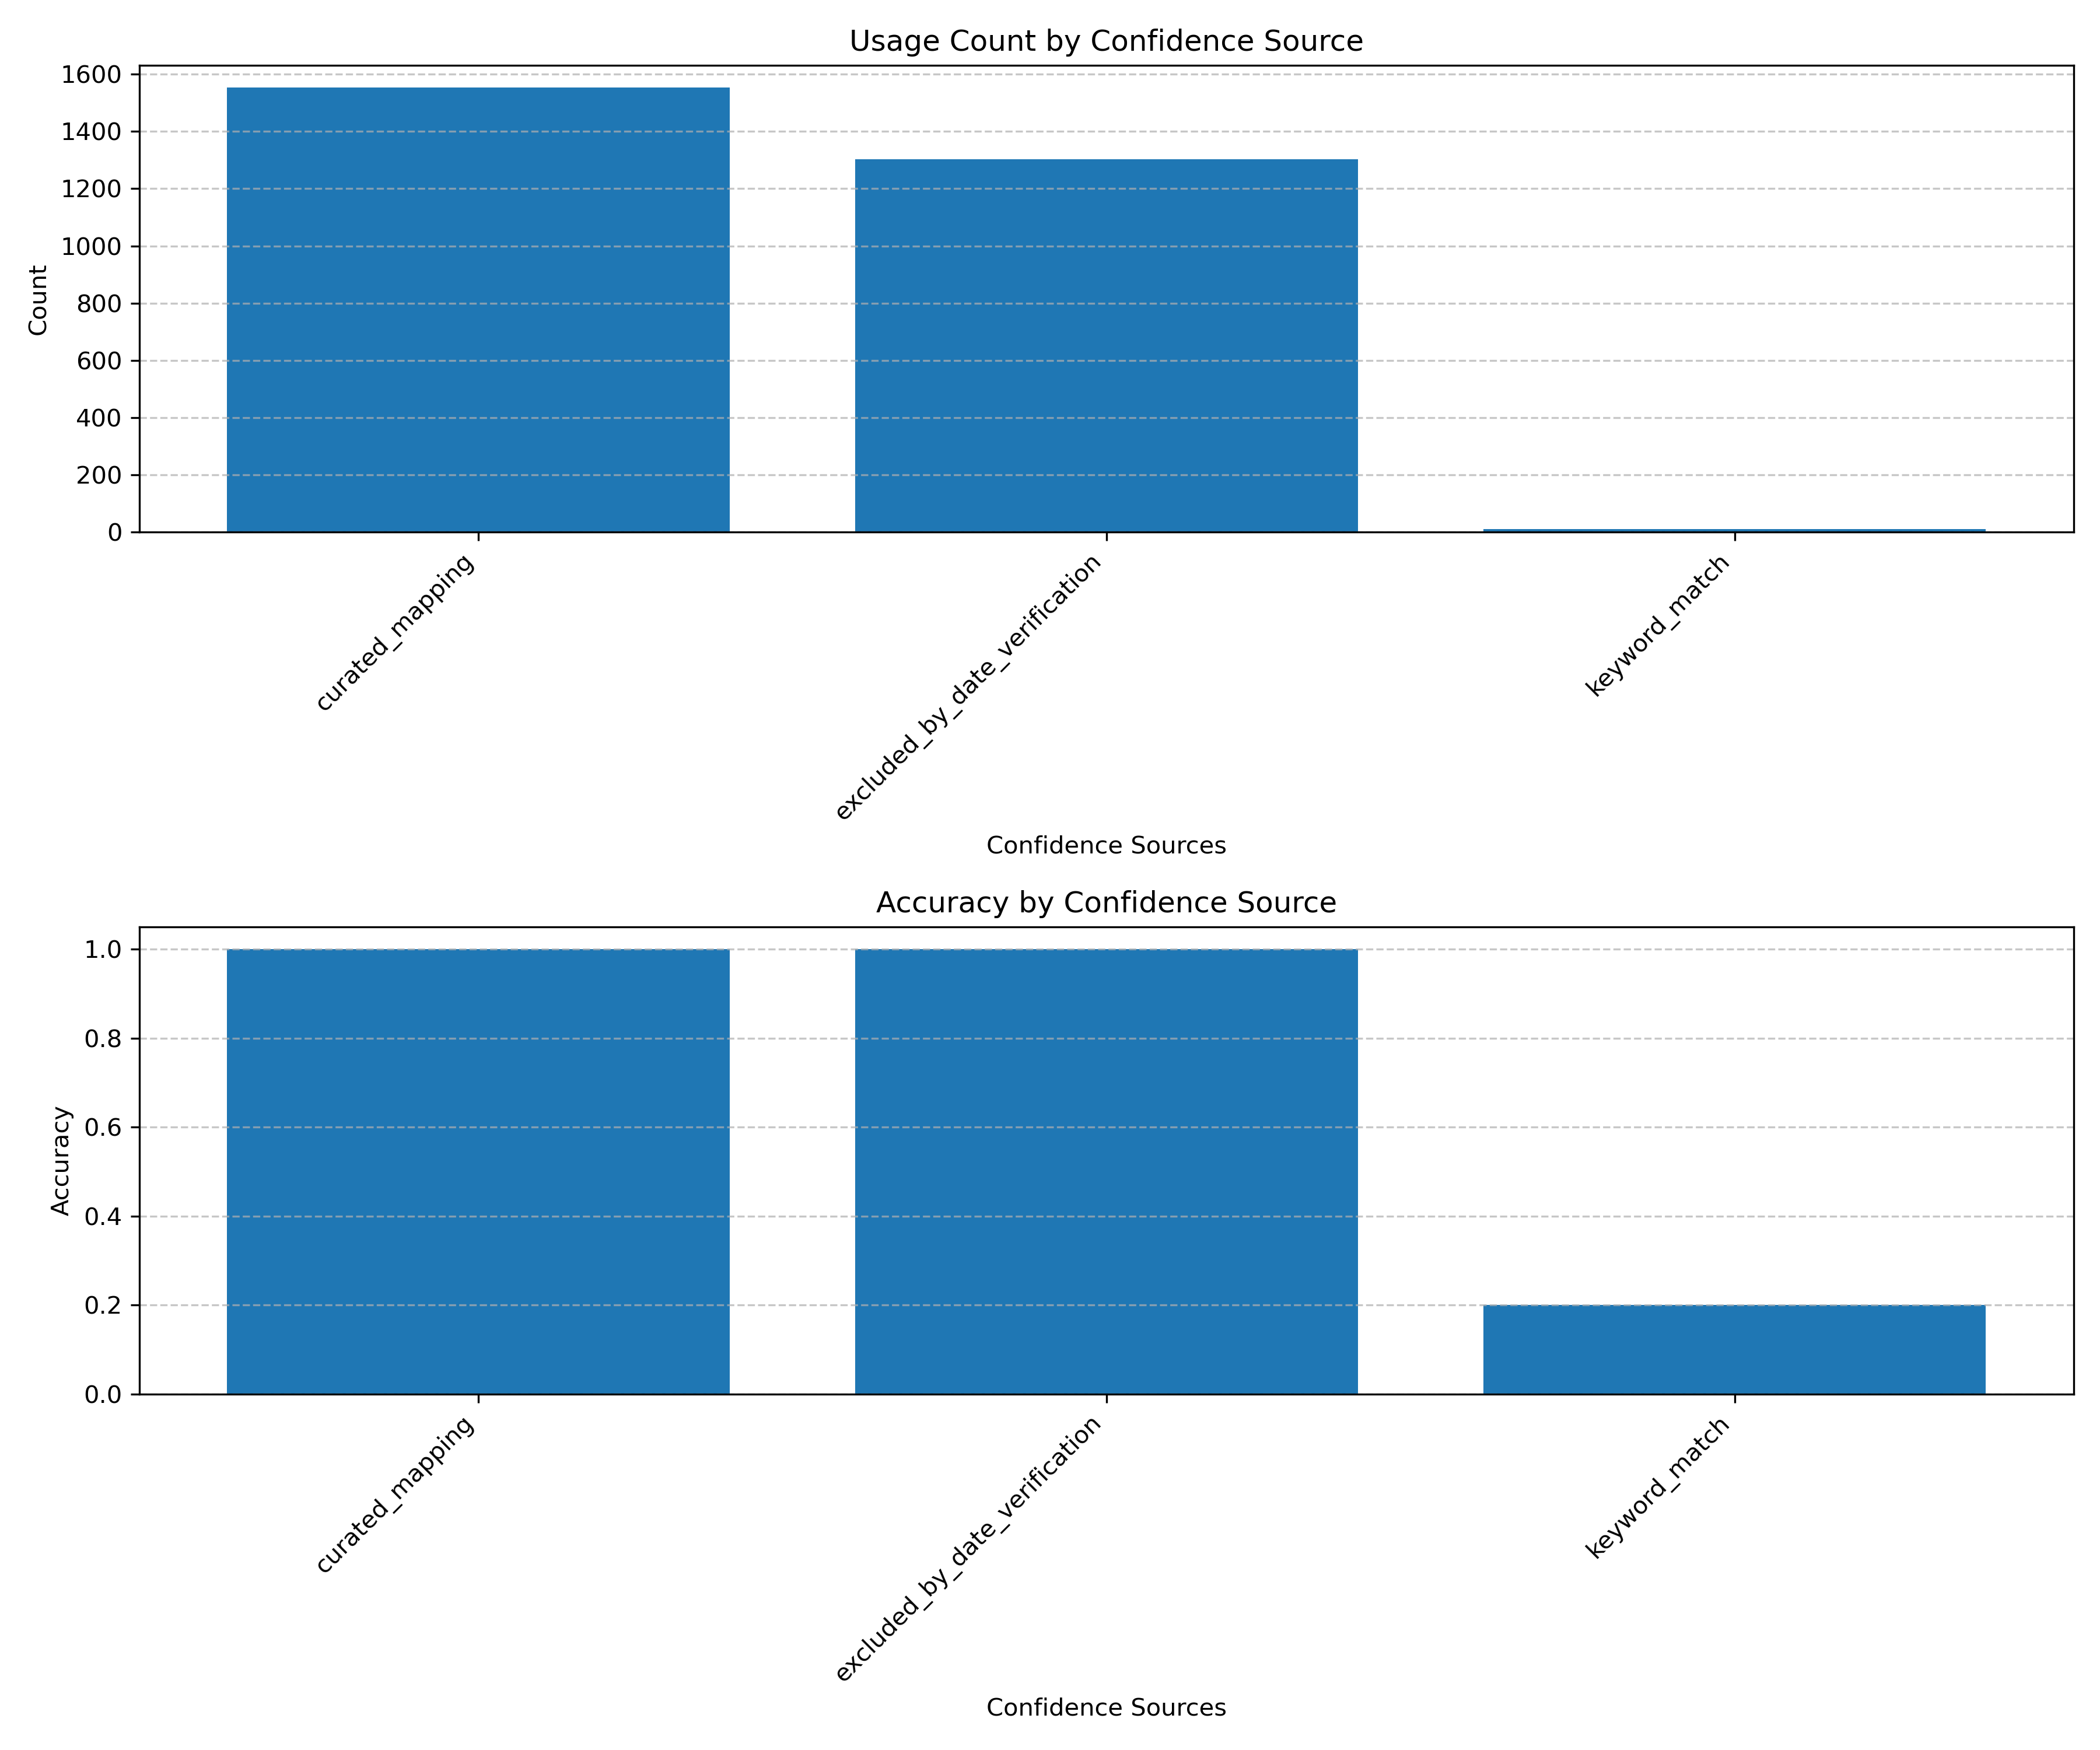 Usage Count by Confidence Source
1600
1400
1200
1000
800
600
400
200
0
Count
curated_mapping
excluded_by_date_verification
keyword_match
Confidence Sources
Accuracy by Confidence Source
1.0
0.8
0.6
0.4
0.2
0.0
Accuracy
curated_mapping
excluded_by_date_verification
keyword_match
Confidence Sources